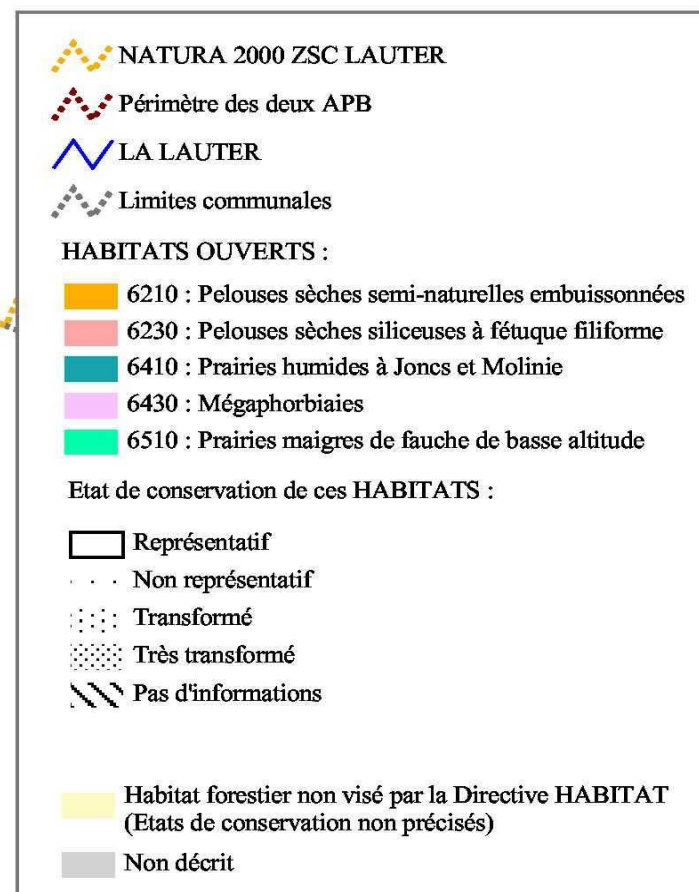 NATURA 2000 ZSC LAUTER
Périmètre des deux APB
LA LAUTER
Limites communales
HABITATS OUVERTS :
6210 : Pelouses sèches semi-naturelles embuissonnées
6230 : Pelouses sèches siliceuses à fétuque filiforme
6410 : Prairies humides à Joncs et Molinie
6430 : Mégaphorbiaies
6510 : Prairies maigres de fauche de basse altitude
Etat de conservation de ces HABITATS :
Représentatif
Non représentatif
Transformé
Très transformé
Pas d'informations
Habitat forestier non visé par la Directive HABITAT
(Etats de conservation non précisés)
Non décrit